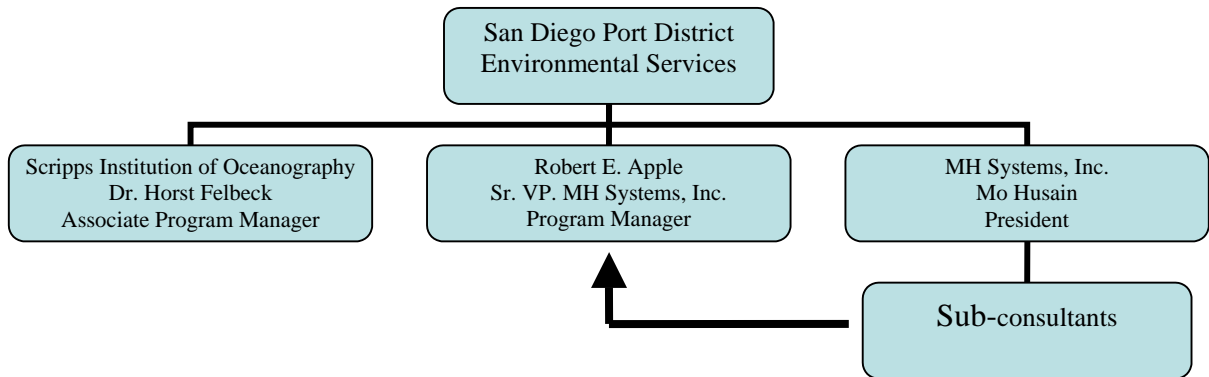 San Diego Port District
Environmental Services
Scripps Institution of Oceanography
Dr. Horst Felbeck
Associate Program Manager
Robert E. Apple
Sr. VP. MH Systems, Inc.
Program Manager
MH Systems, Inc.
Mo Husain
President
Sub-consultants